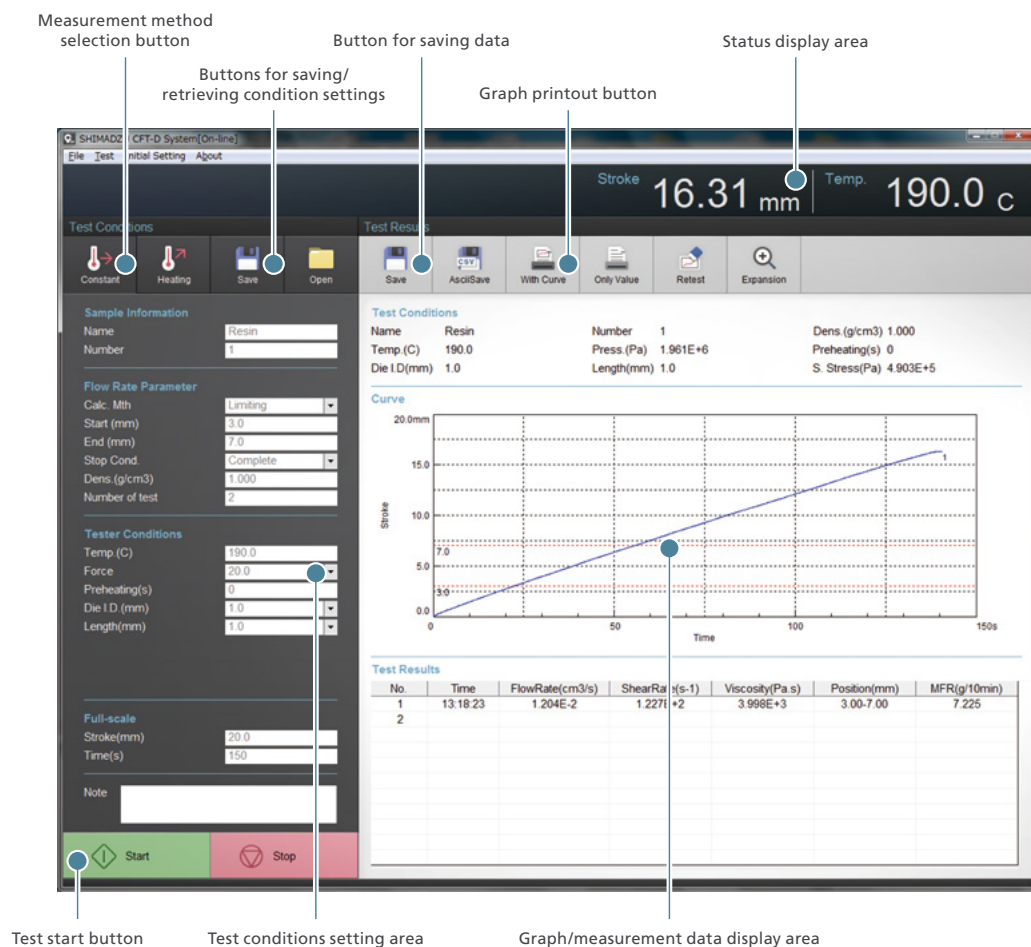 Measurement method
selection button
Button for saving data
Status display area
Buttons for saving/
retrieving condition settings
Graph printout button
SHIMADZ CFT-D System[On-line]
File Test nitial Setting About
Stroke 16.31 mm Temp. 190.0 C
Test Conditions
Test Results
Constant Heating Save Open
Save AsciiSave With Curve Only Value Retest Expansion
CSV
Sample Information
Name Resin
Number 1
Flow Rate Parameter
Calc. Mth Limiting
Start (mm) 3.0
End (mm) 7.0
Stop Cond. Complete
Dens.(g/cm3) 1.000
Number of test 2
Tester Conditions
Temp.(C) 190.0
Force 20.0
Preheating(s) 0
Die I.D.(mm) 1.0
Length(mm) 1.0
Full-scale
Stroke(mm) 20.0
Time(s) 150
Note
Start Stop
Test Conditions
Name Resin Number 1 Dens.(g/cm3) 1.000
Temp.(C) 190.0 Press.(Pa) 1.961E+6 Preheating(s) 0
Die I.D(mm) 1.0 Length(mm) 1.0 S. Stress(Pa) 4.903E+5
Curve
20.0mm
15.0
1
10.0
Stroke
7.0
5.0
3.0
0.0
0 50 100 150s
Time
Test Results
No. Time FlowRate(cm3/s) ShearRate(s-1) Viscosity(Pa.s) Position(mm) MFR(g/10min)
1 13:18:23 1.204E-2 1.227E+2 3.998E+3 3.00-7.00 7.225
2
Test start button
Test conditions setting area
Graph/measurement data display area